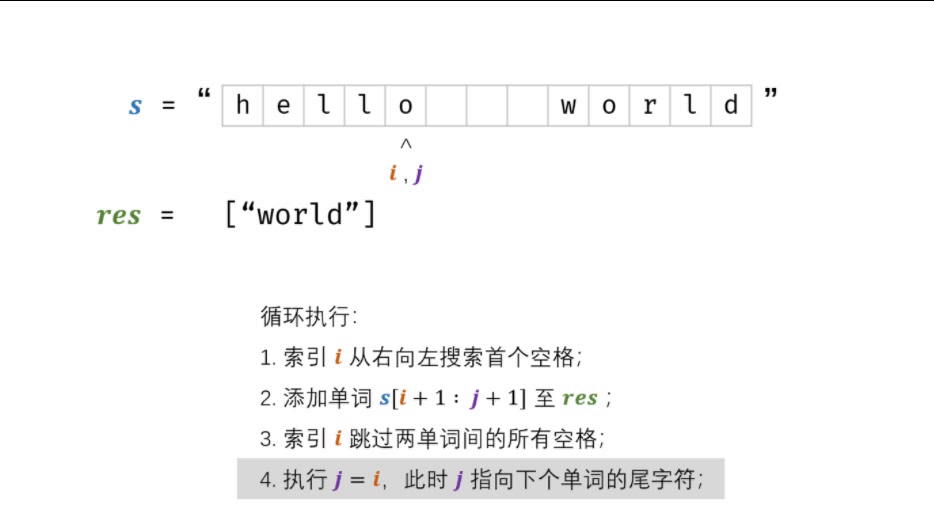 s = “ h e l l o       w o r l d ”
^
i , j
res = [“world”]
循环执行：
1. 索引 i 从右向左搜索首个空格；
2. 添加单词 s[i + 1 : j + 1] 至 res ；
3. 索引 i 跳过两单词间的所有空格；
4. 执行 j = i, 此时 j 指向下个单词的尾字符；